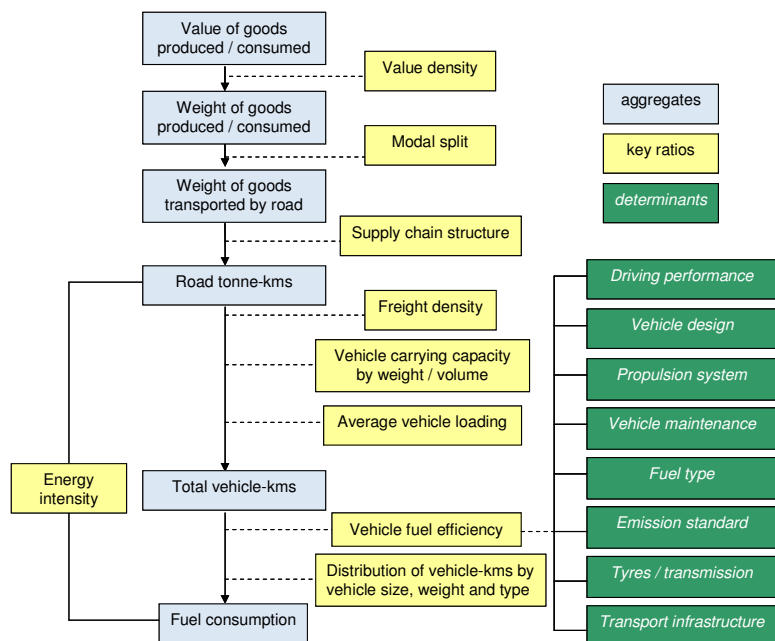 Value of goods
produced / consumed
Value density
Weight of goods
produced / consumed
Modal split
Weight of goods
transported by road
Supply chain structure
Road tonne-kms
Freight density
Vehicle carrying capacity
by weight / volume
Average vehicle loading
Energy
intensity
Total vehicle-kms
Vehicle fuel efficiency
Distribution of vehicle-kms by
vehicle size, weight and type
Fuel consumption
aggregates
key ratios
determinants
Driving performance
Vehicle design
Propulsion system
Vehicle maintenance
Fuel type
Emission standard
Tyres / transmission
Transport infrastructure